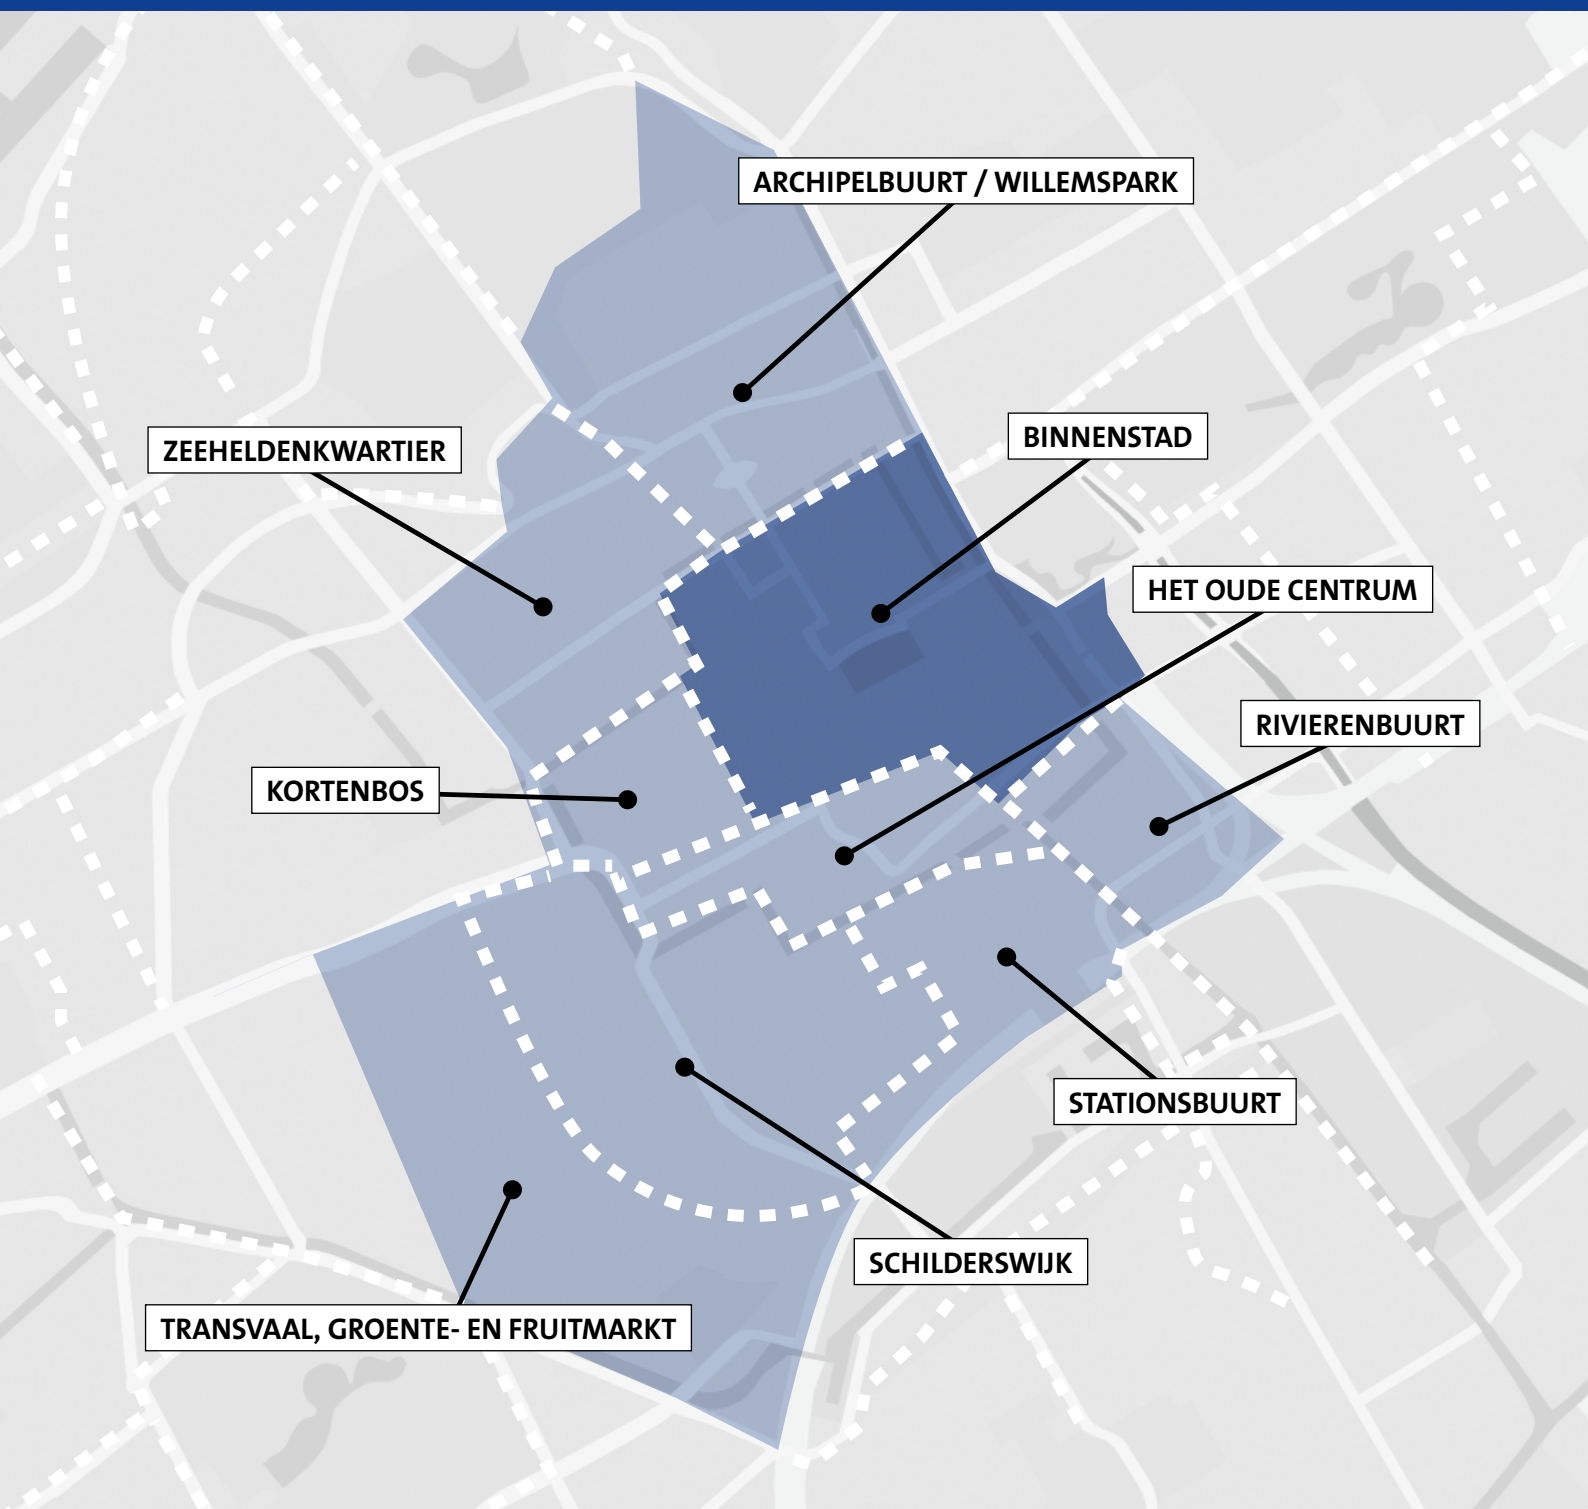 ARCHIPELBUURT / WILLEMSPARK
BINNENSTAD
ZEEHELDENKWARTIER
HET OUDE CENTRUM
RIVIERENBUURT
KORTENBOS
STATIONSBUURT
SCHILDERSWIJK
TRANSVAAL, GROENTE- EN FRUITMARKT